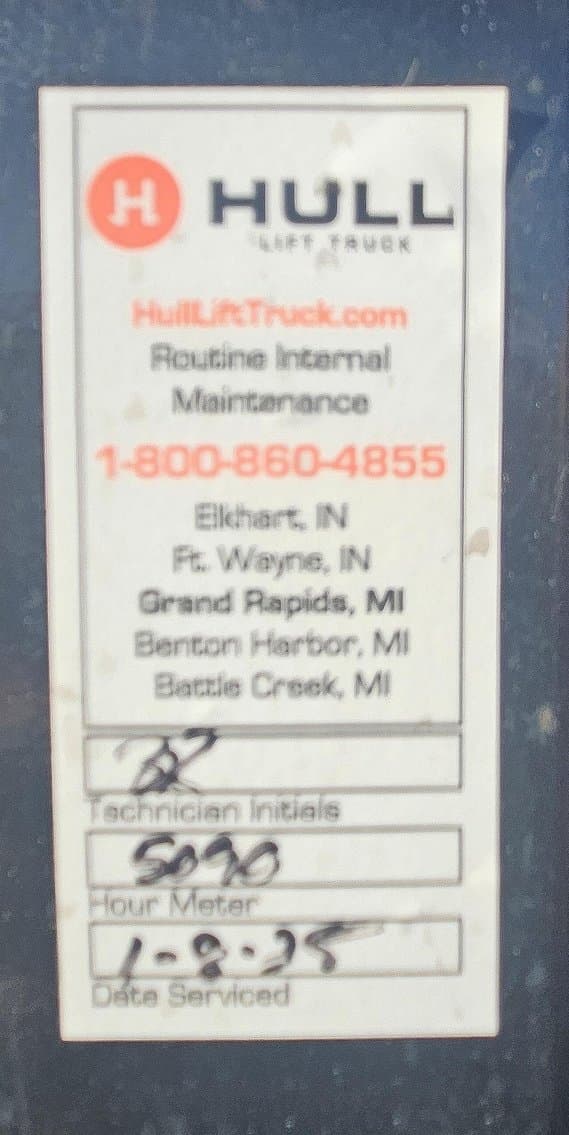 H HULL
LIFT TRUCK
HullLiftTruck.com
Routine Internal
Maintenance
1-800-860-4855
Elkhart, IN
Ft. Wayne, IN
Grand Rapids, MI
Benton Harbor, MI
Battle Creek, MI
Technician Initials
5090
Hour Meter
1-8-25
Date Serviced